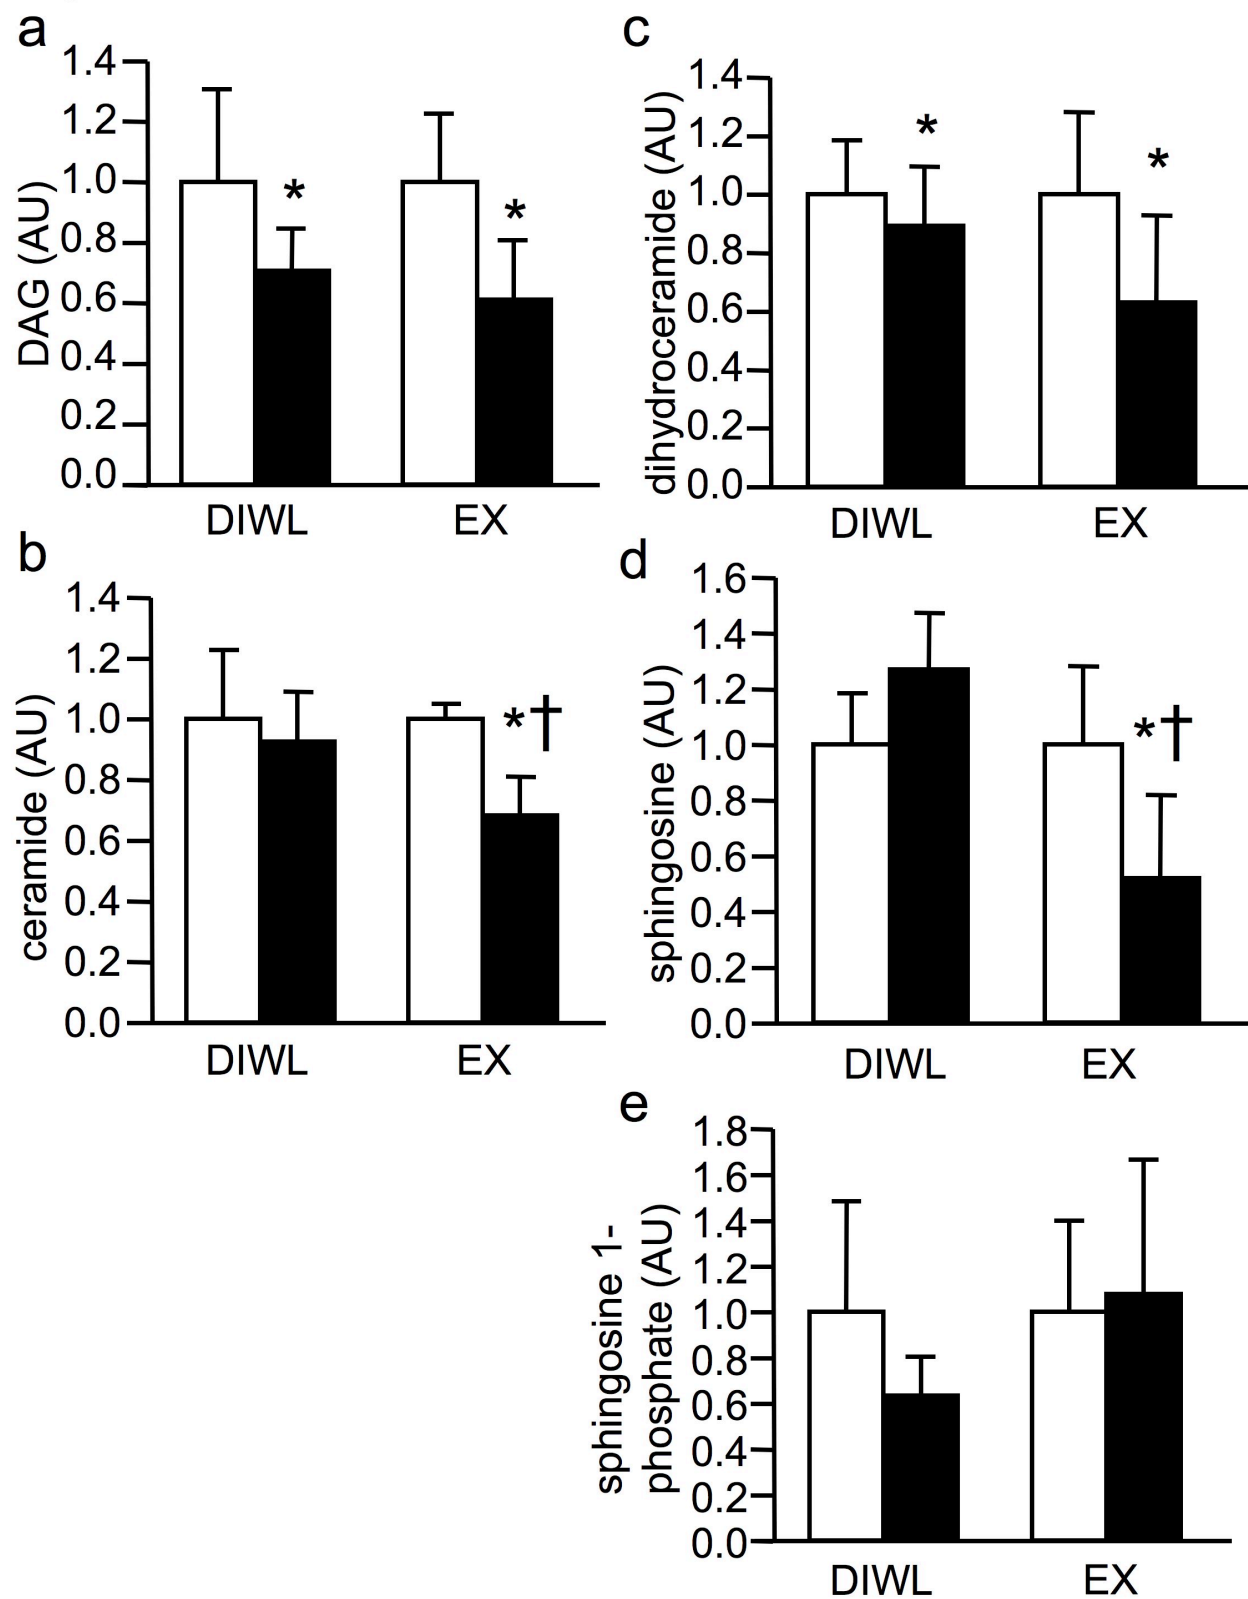 a
DAG (AU)
1.4
1.2
1.0
0.8
0.6
0.4
0.2
0.0
*
*
DIWL
EX
b
ceramide (AU)
1.4
1.2
1.0
0.8
0.6
0.4
0.2
0.0
*†
DIWL
EX
c
dihydroceramide (AU)
1.4
1.2
1.0
0.8
0.6
0.4
0.2
0.0
*
*
DIWL
EX
d
sphingosine (AU)
1.6
1.4
1.2
1.0
0.8
0.6
0.4
0.2
0.0
*†
DIWL
EX
e
sphingosine 1-
phosphate (AU)
1.8
1.6
1.4
1.2
1.0
0.8
0.6
0.4
0.2
0.0
DIWL
EX